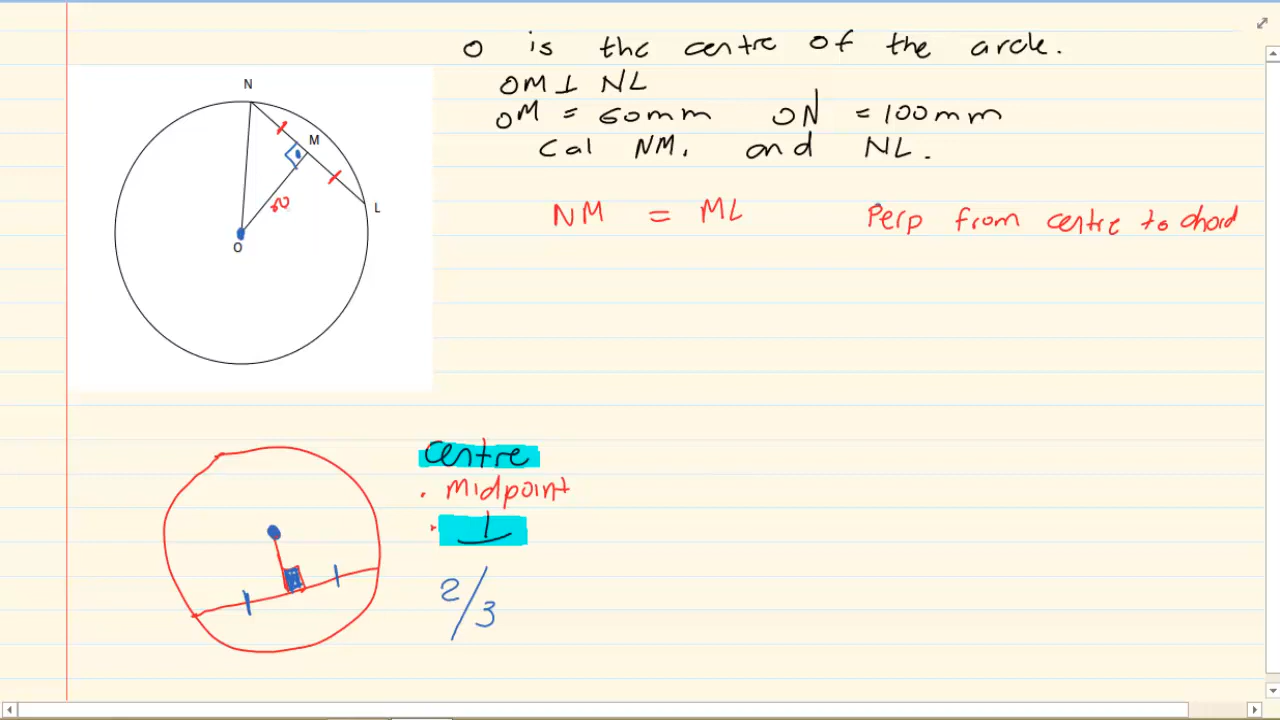 O is the centre of the circle.
OM ⊥ NL
OM = 60mm ON = 100mm
Cal NM, and NL.
N
M
L
O
NM = ML Perp from centre to chord
Centre
· Midpoint
· ⊥
2/3